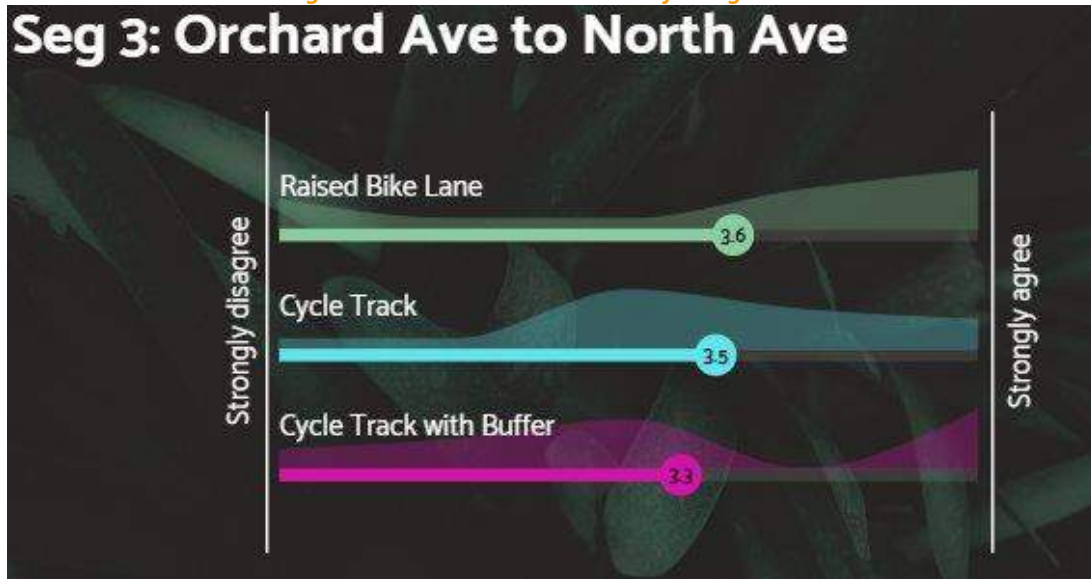 Seg 3: Orchard Ave to North Ave
Strongly disagree
Raised Bike Lane
3.6
Cycle Track
3.5
Cycle Track with Buffer
3.3
Strongly agree